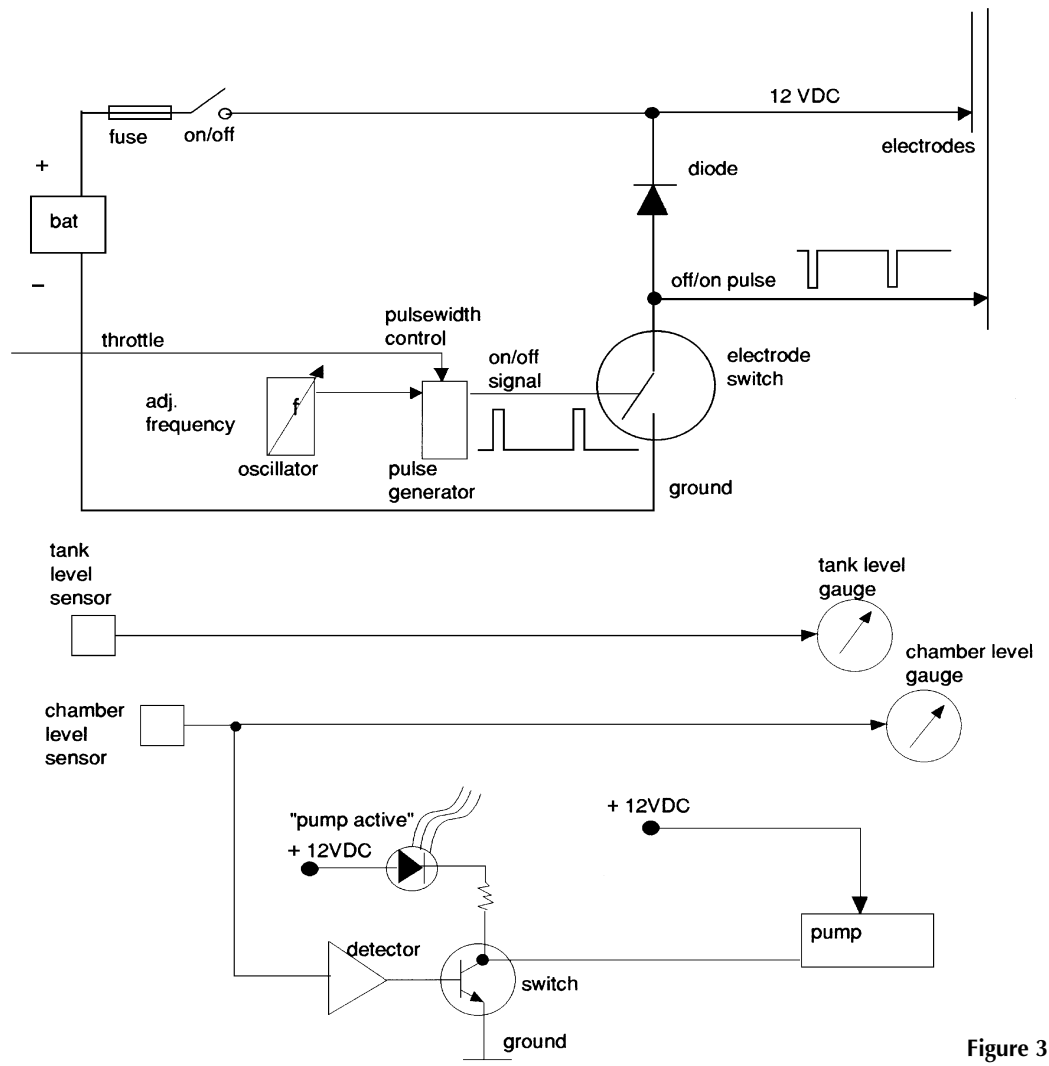 12 VDC
fuse
on/off
electrodes
+
diode
bat
off/on pulse
–
pulsewidth
control
throttle
on/off
signal
electrode
switch
adj.
frequency
f
oscillator
pulse
generator
ground
tank
level
sensor
tank level
gauge
chamber level
gauge
chamber
level
sensor
"pump active"
+ 12VDC
+ 12VDC
pump
detector
switch
ground
Figure 3